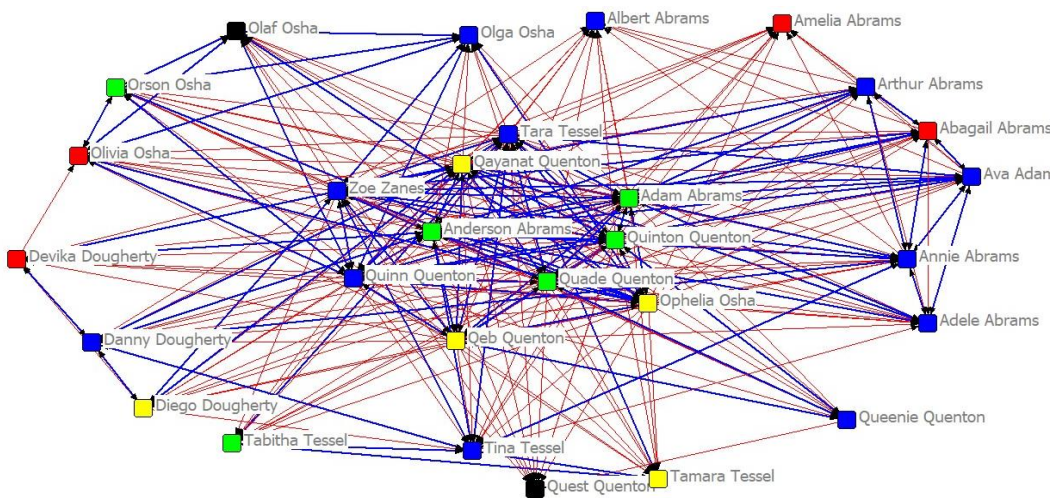 Olaf Osha
Olga Osha
Albert Abrams
Amelia Abrams
Orson Osha
Arthur Abrams
Tara Tessel
Abagail Abrams
Olivia Osha
Qayanat Quenton
Ava Adam
Zoe Zanes
Adam Abrams
Anderson Abrams
Quinton Quenton
Devika Dougherty
Annie Abrams
Quinn Quenton
Quade Quenton
Ophelia Osha
Adele Abrams
Danny Dougherty
Qeb Quenton
Diego Dougherty
Queenie Quenton
Tabitha Tessel
Tina Tessel
Tamara Tessel
Quest Quenton